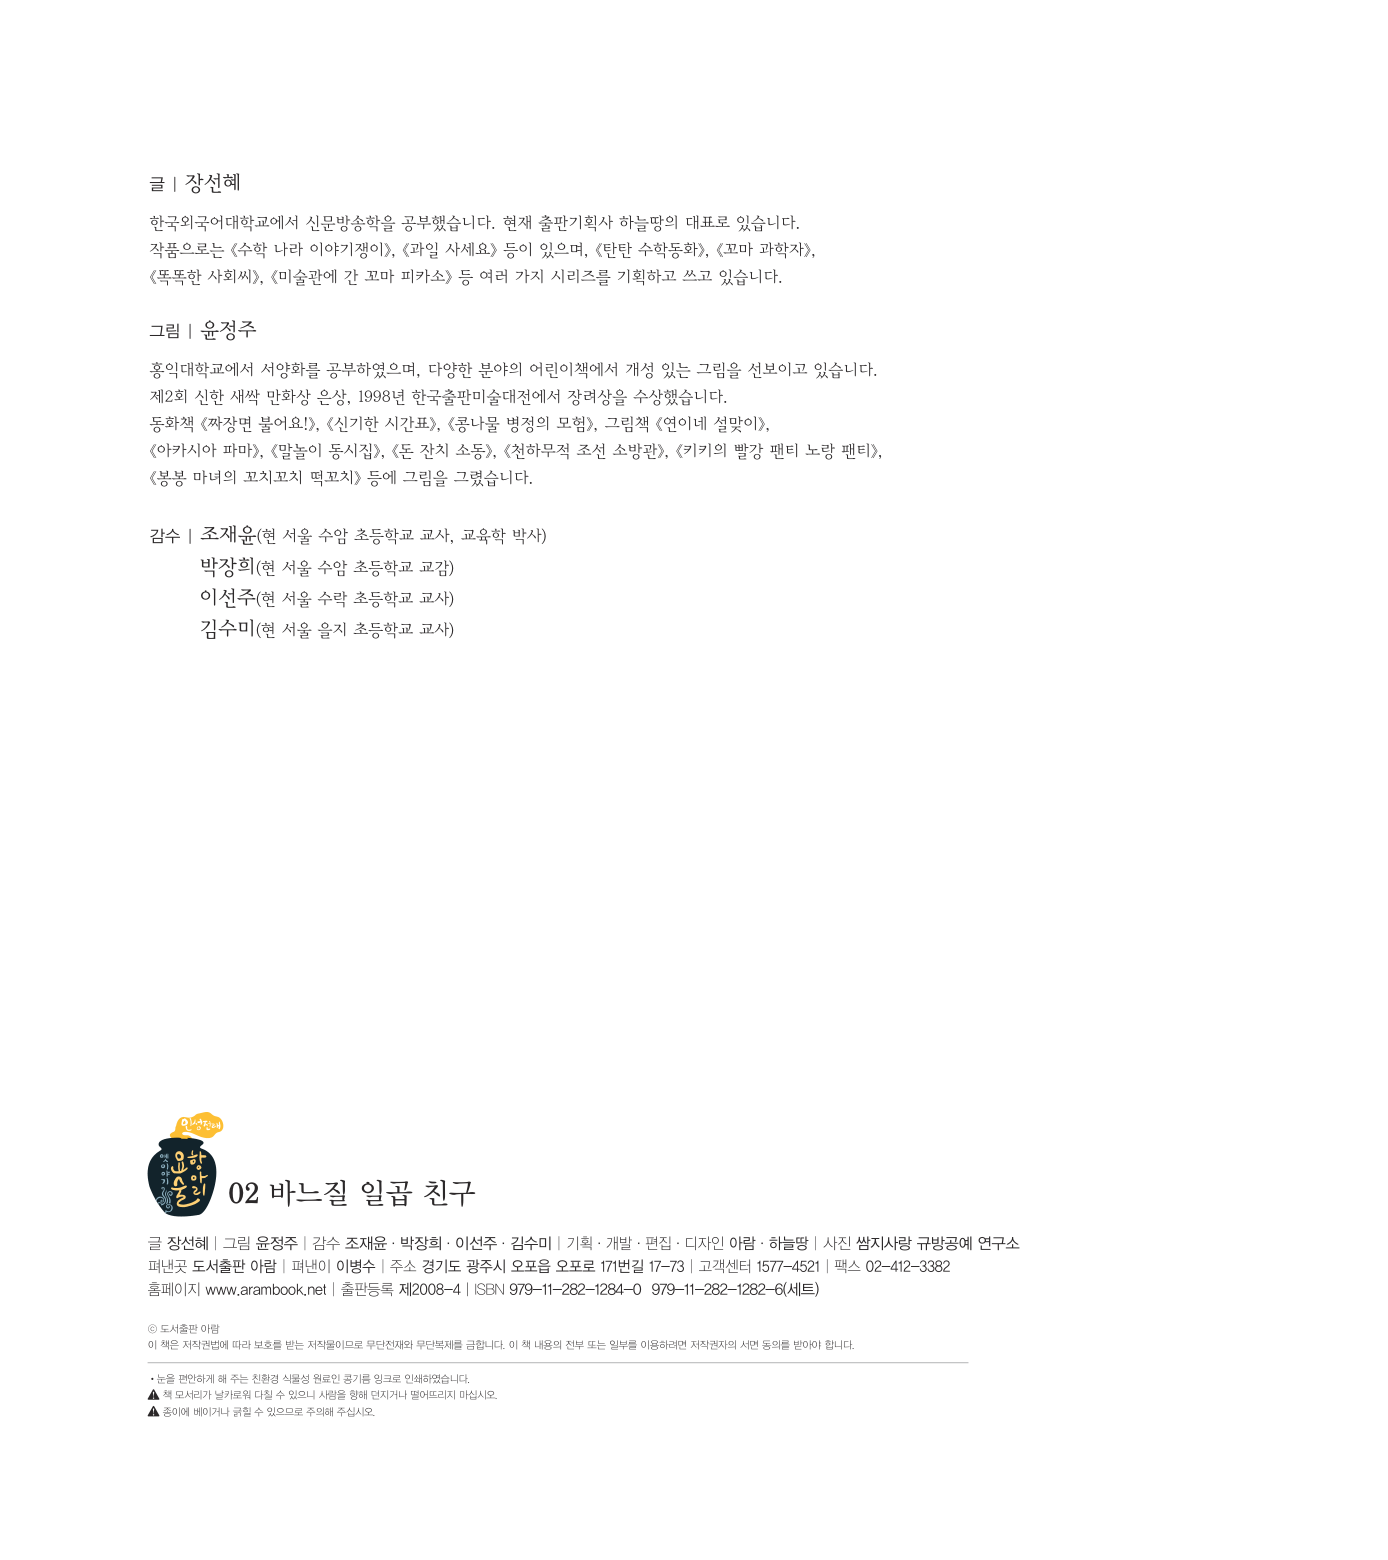 글 | 장선혜
한국외국어대학교에서 신문방송학을 공부했습니다. 현재 출판기획사 하늘땅의 대표로 있습니다.
작품으로는 《수학 나라 이야기쟁이》, 《과일 사세요》 등이 있으며, 《탄탄 수학동화》, 《꼬마 과학자》,
《똑똑한 사회씨》, 《미술관에 간 꼬마 피카소》 등 여러 가지 시리즈를 기획하고 쓰고 있습니다.
그림 | 윤정주
홍익대학교에서 서양화를 공부하였으며, 다양한 분야의 어린이책에서 개성 있는 그림을 선보이고 있습니다.
제2회 신한 새싹 만화상 은상, 1998년 한국출판미술대전에서 장려상을 수상했습니다.
동화책 《짜장면 불어요!》, 《신기한 시간표》, 《콩나물 병정의 모험》, 그림책 《연이네 설맞이》,
《아카시아 파마》, 《말놀이 동시집》, 《돈 잔치 소동》, 《천하무적 조선 소방관》, 《키키의 빨강 팬티 노랑 팬티》,
《봉봉 마녀의 꼬치꼬치 떡꼬치》 등에 그림을 그렸습니다.
감수 | 조재윤(현 서울 수암 초등학교 교사, 교육학 박사)
박장희(현 서울 수암 초등학교 교감)
이선주(현 서울 수락 초등학교 교사)
김수미(현 서울 을지 초등학교 교사)
인성단계
옛이야기 요술항아리
02 바느질 일곱 친구
글 장선혜 | 그림 윤정주 | 감수 조재윤 · 박장희 · 이선주 · 김수미 | 기획 · 개발 · 편집 · 디자인 아람 · 하늘땅 | 사진 쌈지사랑 규방공예 연구소
펴낸곳 도서출판 아람 | 펴낸이 이병수 | 주소 경기도 광주시 오포읍 오포로 171번길 17-73 | 고객센터 1577-4521 | 팩스 02-412-3382
홈페이지 www.arambook.net | 출판등록 제2008-4 | ISBN 979-11-282-1284-0 979-11-282-1282-6(세트)
ⓒ 도서출판 아람
이 책은 저작권법에 따라 보호를 받는 저작물이므로 무단전재와 무단복제를 금합니다. 이 책 내용의 전부 또는 일부를 이용하려면 저작권자의 서면 동의를 받아야 합니다.
• 눈을 편안하게 해 주는 친환경 식물성 원료인 콩기름 잉크로 인쇄하였습니다.
책 모서리가 날카로워 다칠 수 있으니 사람을 향해 던지거나 떨어뜨리지 마십시오.
종이에 베이거나 긁힐 수 있으므로 주의해 주십시오.